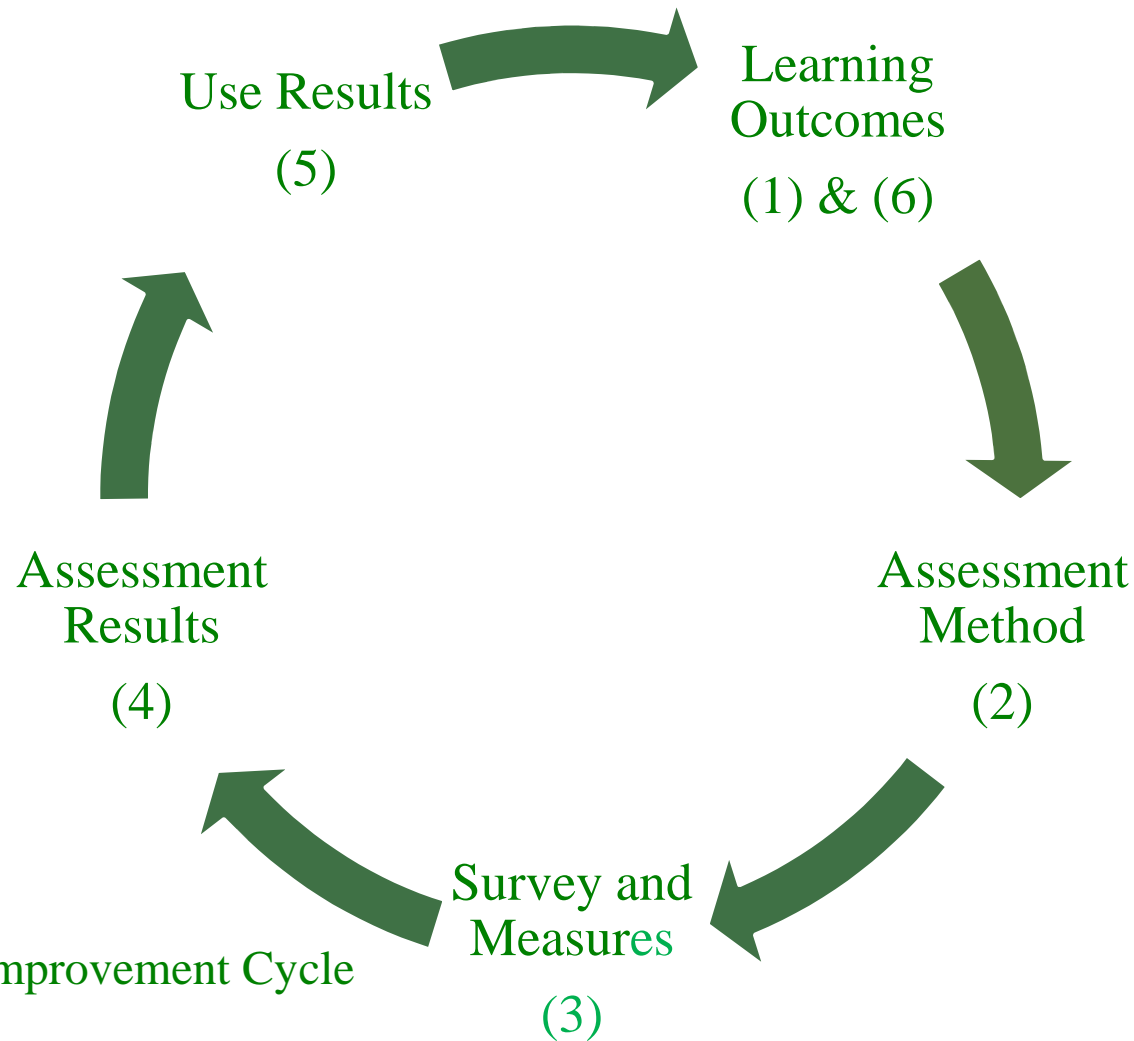 Use Results
(5)
Learning
Outcomes
(1) & (6)
Assessment
Method
(2)
Survey and
Measures
(3)
Assessment
Results
(4)
mprovement Cycle